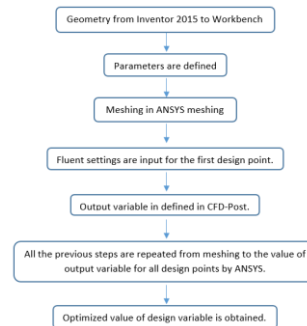 Geometry from Inventor 2015 to Workbench
Parameters are defined
Meshing in ANSYS meshing
Fluent settings are input for the first design point.
Output variable in defined in CFD-Post.
All the previous steps are repeated from meshing to the value of
output variable for all design points by ANSYS.
Optimized value of design variable is obtained.